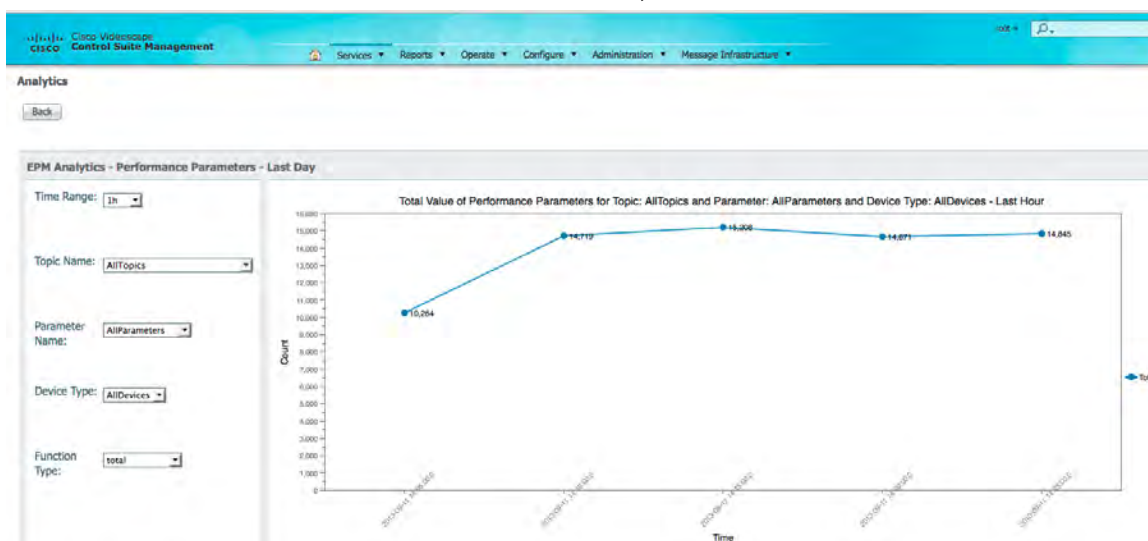 cisco Cisco Videoscape
Control Suite Management
root
Services Reports Operate Configure Administration Message Infrastructure
Analytics
Back
EPM Analytics - Performance Parameters - Last Day
Time Range: 1h
Topic Name: AllTopics
Parameter Name: AllParameters
Device Type: AllDevices
Function Type: total
Total Value of Performance Parameters for Topic: AllTopics and Parameter: AllParameters and Device Type: AllDevices - Last Hour
16,000
15,000
14,000
13,000
12,000
11,000
10,000
9,000
8,000
7,000
6,000
5,000
4,000
3,000
2,000
1,000
0
Count
10,264
14,719
15,208
14,671
14,845
Time